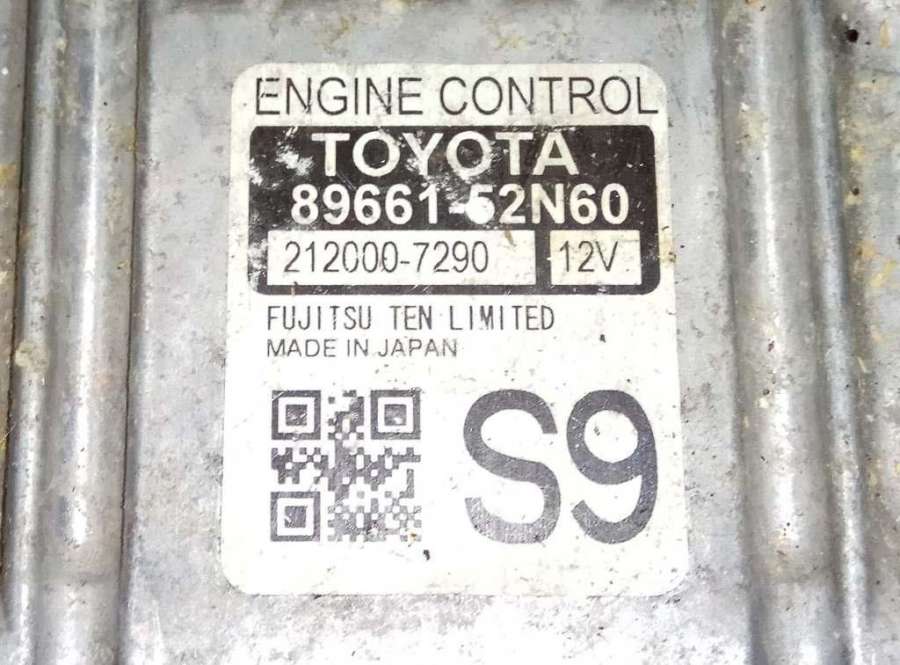 ENGINE CONTROL
TOYOTA
89661-52N60
212000-7290 12V
FUJITSU TEN LIMITED
MADE IN JAPAN
S9